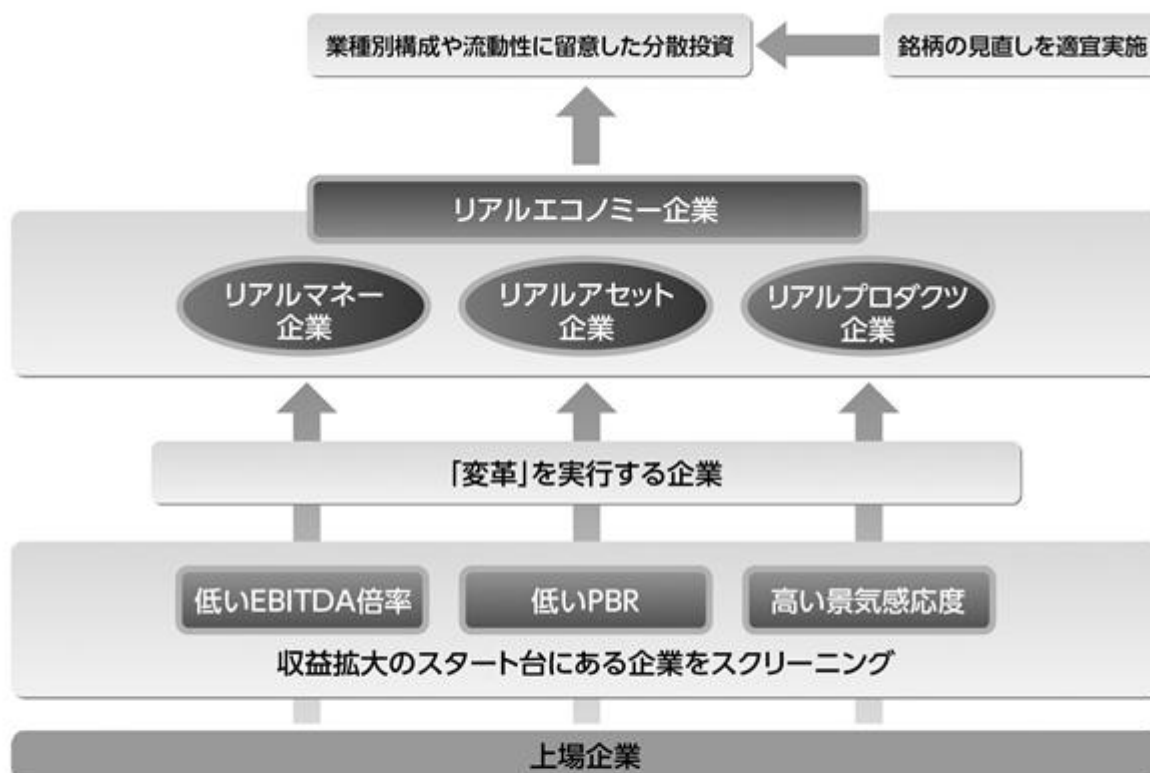 業種別構成や流動性に留意した分散投資
銘柄の見直しを適宜実施
リアルエコノミー企業
リアルマネー
企業
リアルアセット
企業
リアルプロダクツ
企業
「変革」を実行する企業
低いEBITDA倍率
低いPBR
高い景気感応度
収益拡大のスタート台にある企業をスクリーニング
上場企業